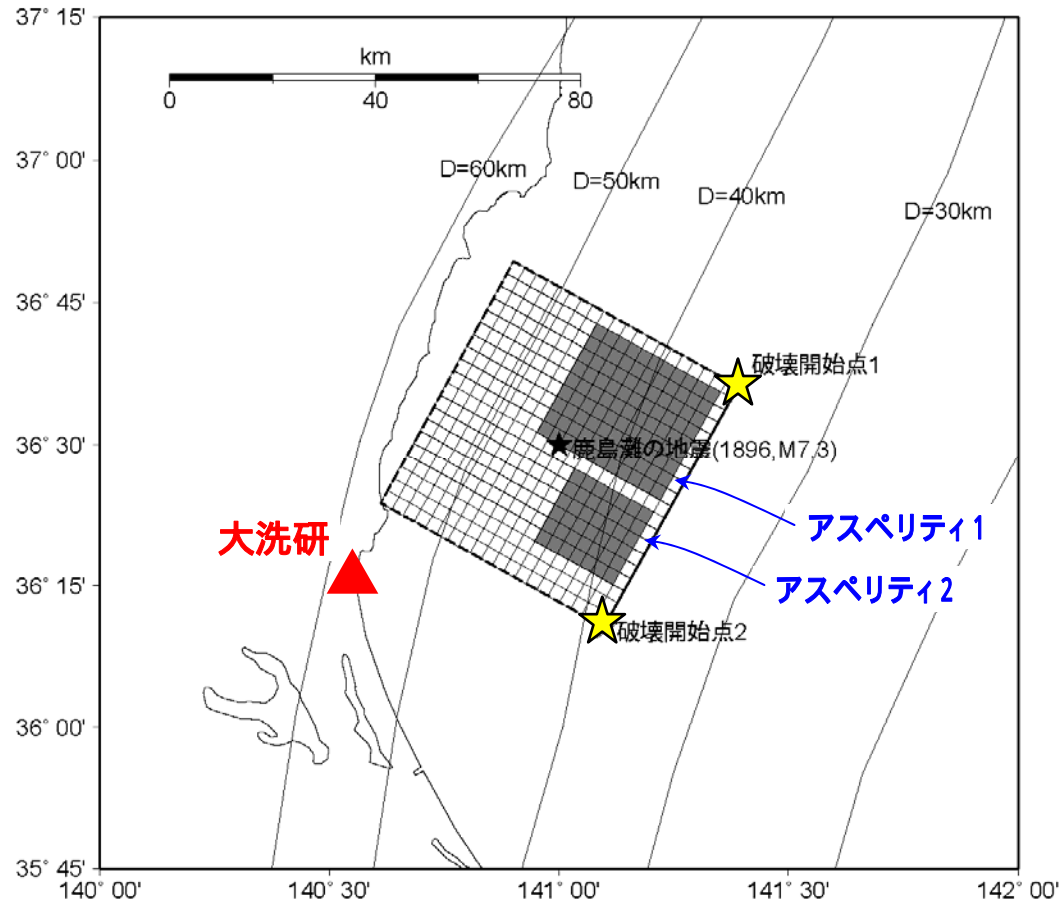 37° 15'
km
0
40
80
37° 00'
D=60km
D=50km
D=40km
D=30km
36° 45'
破壊開始点1
36° 30'
鹿島灘の地震(1896,M7.3)
アスペリティ1
大洗研
36° 15'
アスペリティ2
破壊開始点2
36° 00'
35° 45'
140° 00'
140° 30'
141° 00'
141° 30'
142° 00'